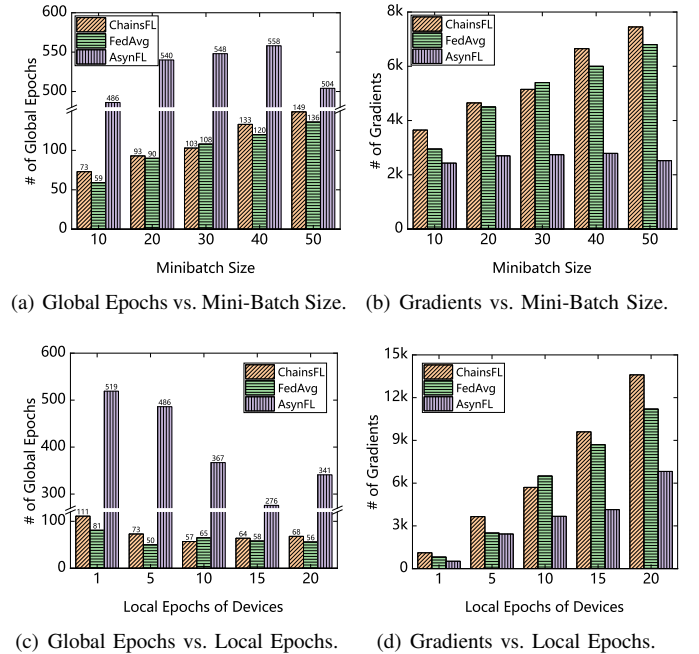 600
550
500
100
50
0
# of Global Epochs
ChainsFL
FedAvg
AsynFL
73
59
486
93
90
540
103
108
548
133
120
558
149
136
504
10
20
30
40
50
Minibatch Size
8k
6k
4k
2k
0
# of Gradients
ChainsFL
FedAvg
AsynFL
10
20
30
40
50
Minibatch Size
(a) Global Epochs vs. Mini-Batch Size.
(b) Gradients vs. Mini-Batch Size.
600
500
400
300
100
0
# of Global Epochs
ChainsFL
FedAvg
AsynFL
111
81
519
73
50
486
57
65
367
64
58
276
68
56
341
1
5
10
15
20
Local Epochs of Devices
15k
12k
9k
6k
3k
0
# of Gradients
ChainsFL
FedAvg
AsynFL
1
5
10
15
20
Local Epochs of Devices
(c) Global Epochs vs. Local Epochs.
(d) Gradients vs. Local Epochs.